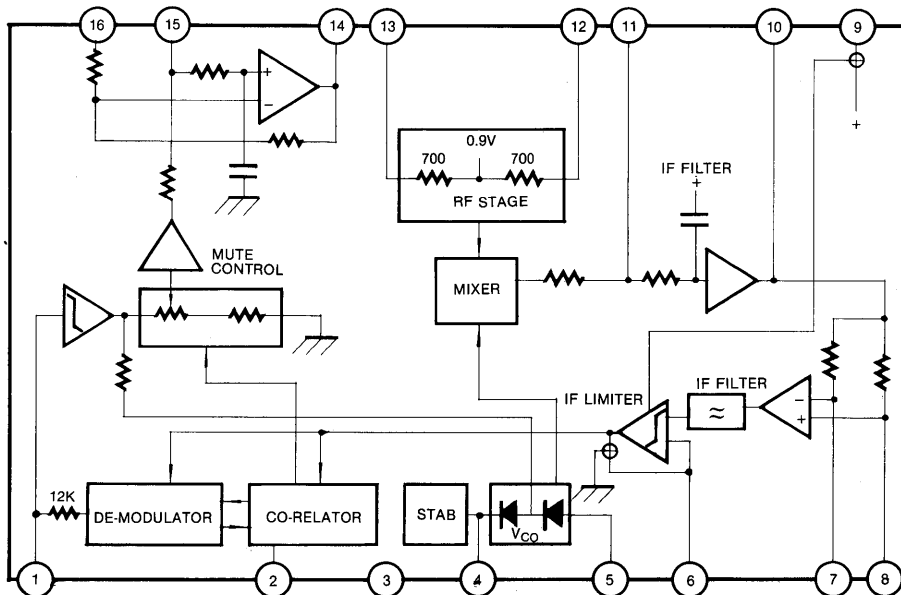 16 15 14 13 12 11 10 9
+
−
+
0.9V
700 700
RF STAGE
IF FILTER
+
MUTE
CONTROL
MIXER
IF LIMITER
IF FILTER
≈
−
+
12K
DE-MODULATOR
CO-RELATOR
STAB
VCO
1 2 3 4 5 6 7 8